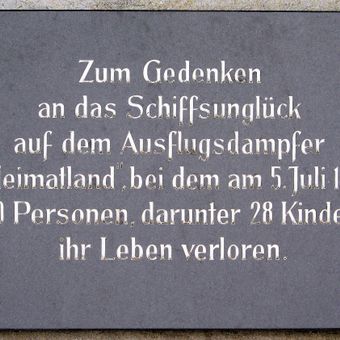 Zum Gedenken
an das Schiffsunglück
auf dem Ausflugsdampfer
eimatland", bei dem am 5. Juli 1
0 Personen, darunter 28 Kinde
ihr Leben verloren.